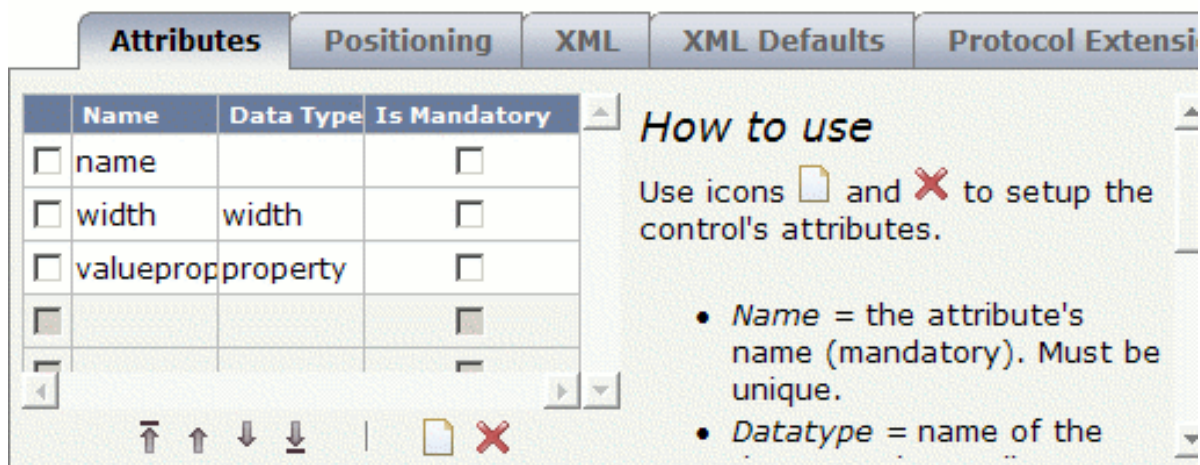 Attributes Positioning XML XML Defaults Protocol Extensi
Name Data Type Is Mandatory
name
width width
valueprop property
How to use
Use icons and to setup the
control's attributes.
• Name = the attribute's
name (mandatory). Must be
unique.
• Datatype = name of the